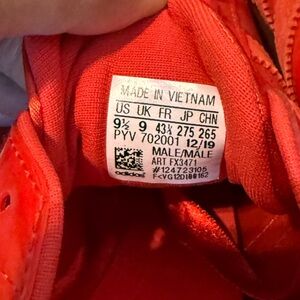 MADE IN VIETNAM
US UK FR JP CHN
9½ 9 43⅓ 275 265
PYV 702001 12/19
MALE/MALE
ART FX3471
#124723105
adidas